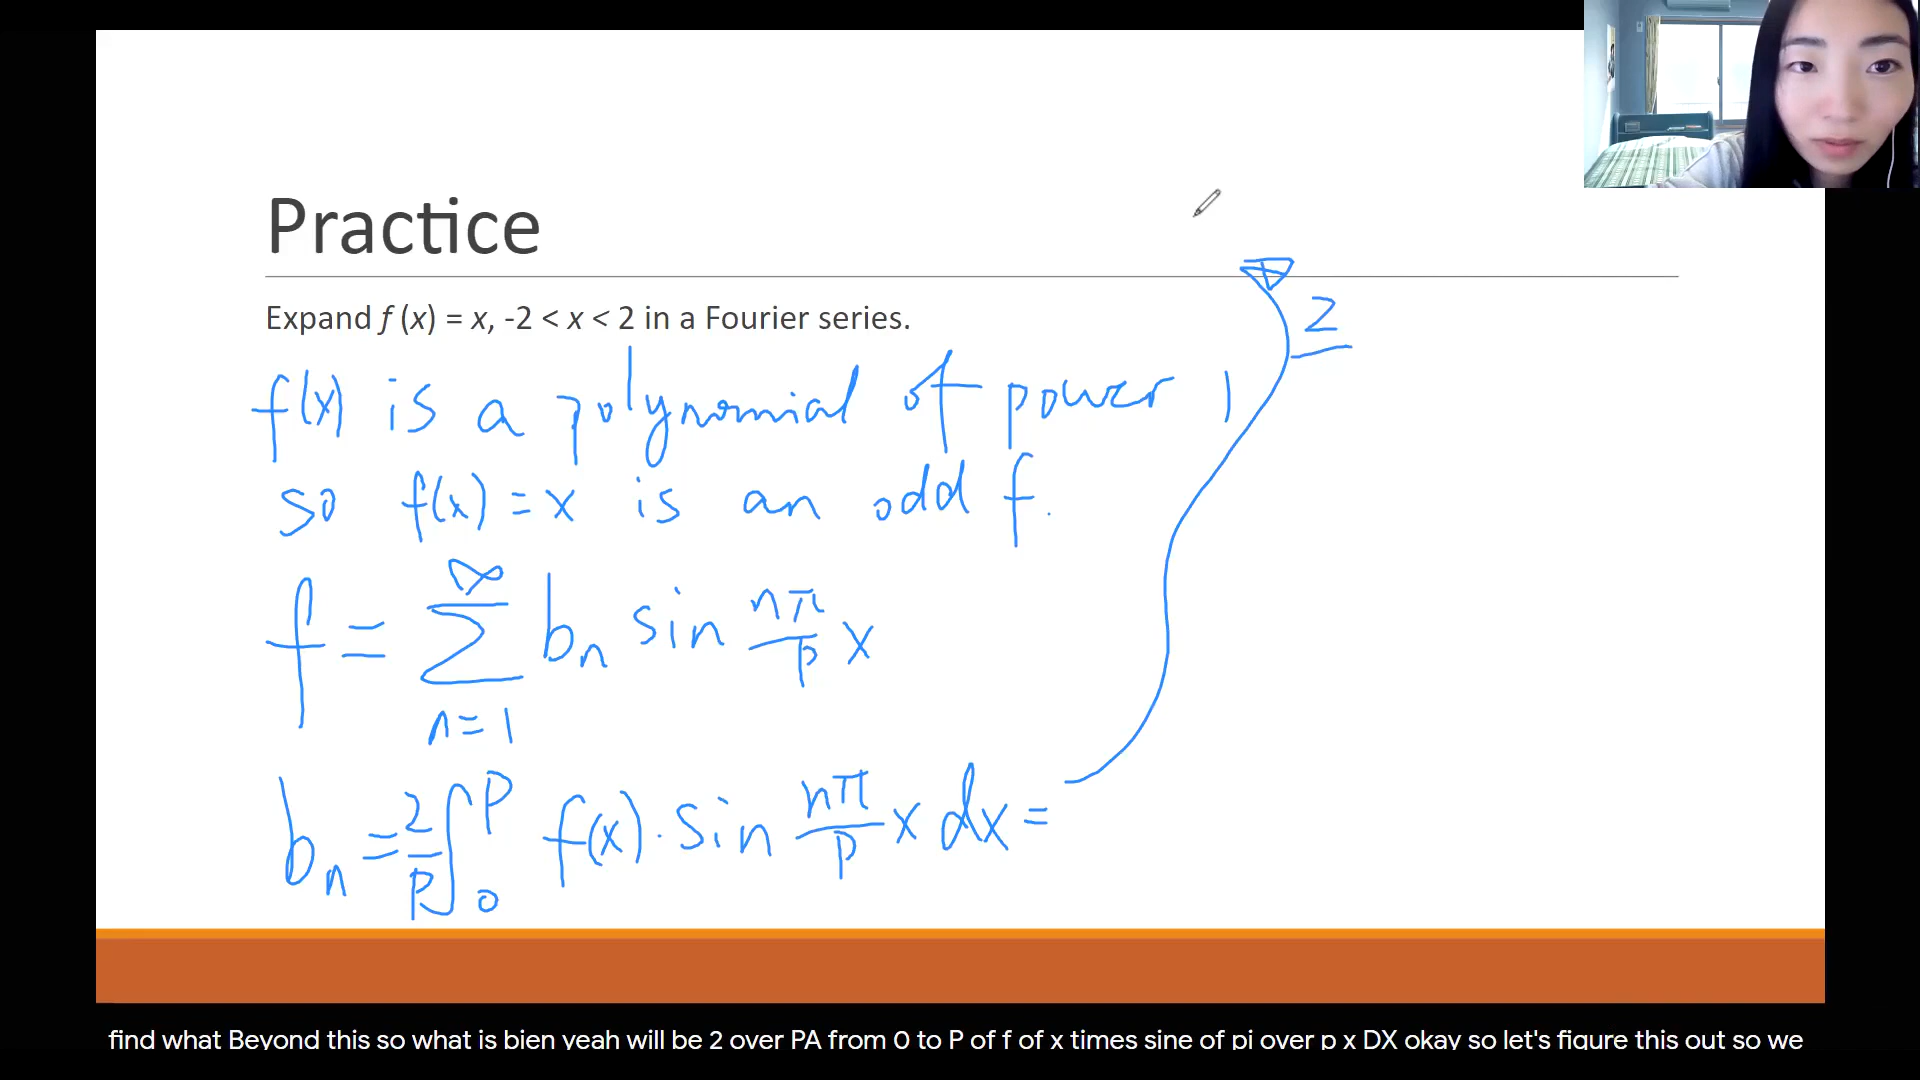 Practice
Expand f (x) = x, -2 < x < 2 in a Fourier series.
f(x) is a polynomial of power 1
so f(x) = x is an odd f.
f = ∑_{n=1}^{∞} b_n sin nπ/p x
b_n = 2/p ∫_0^p f(x) · sin nπ/p x dx =
2
find what Beyond this so what is bien yeah will be 2 over PA from 0 to P of f of x times sine of pi over p x DX okay so let's figure this out so we